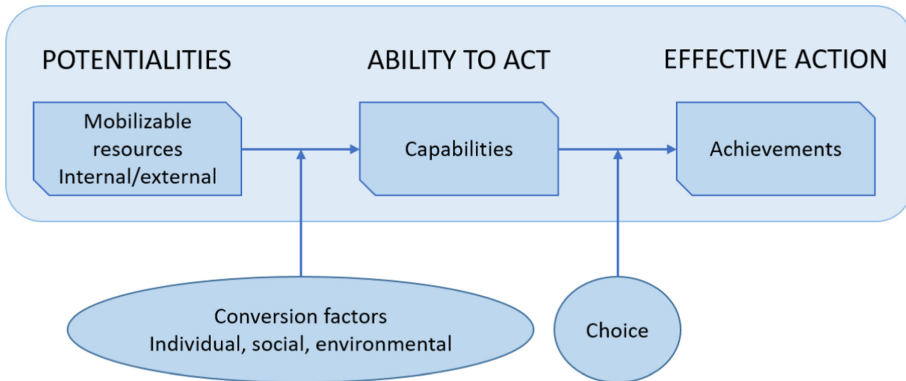 POTENTIALITIES
ABILITY TO ACT
EFFECTIVE ACTION
Mobilizable
resources
Internal/external
Capabilities
Achievements
Conversion factors
Individual, social, environmental
Choice